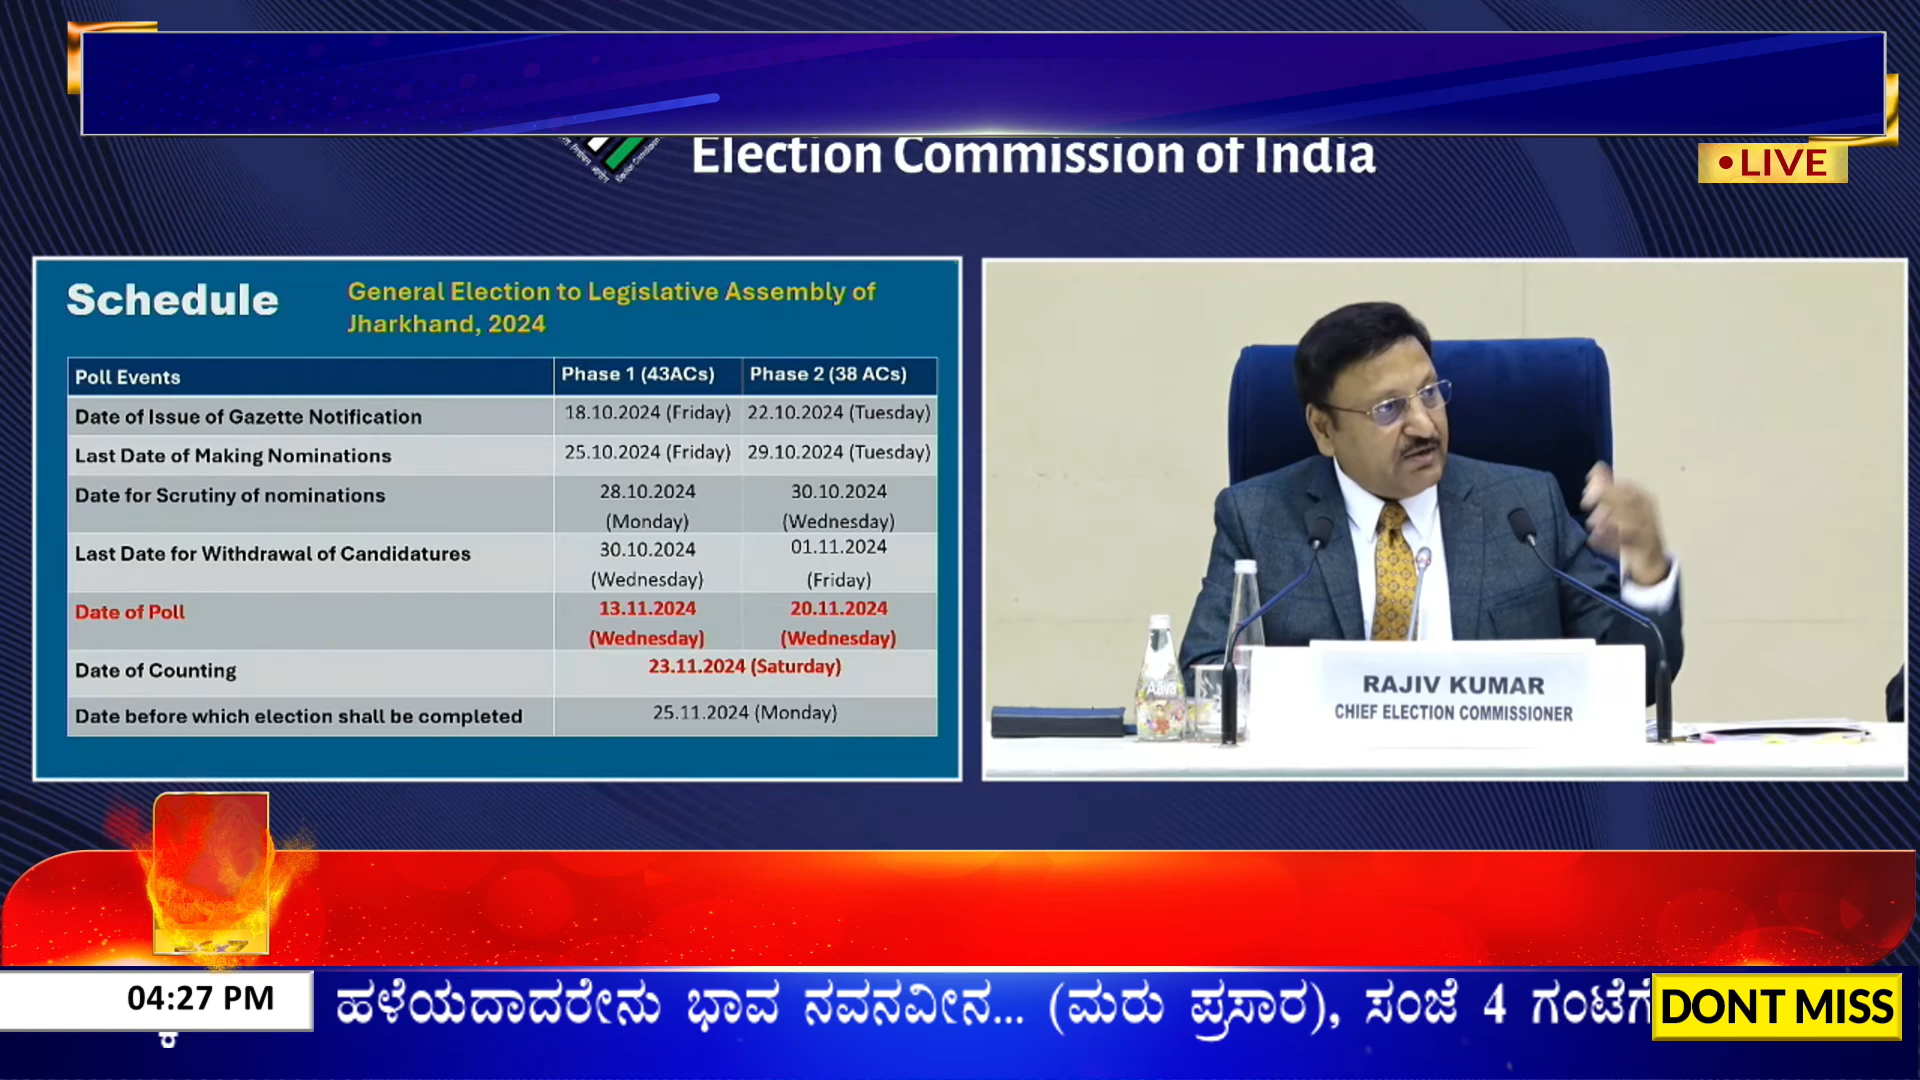 Election Commission of India
• LIVE
Schedule
General Election to Legislative Assembly of
Jharkhand, 2024
Poll Events Phase 1 (43ACs) Phase 2 (38 ACs)
Date of Issue of Gazette Notification 18.10.2024 (Friday) 22.10.2024 (Tuesday)
Last Date of Making Nominations 25.10.2024 (Friday) 29.10.2024 (Tuesday)
Date for Scrutiny of nominations 28.10.2024 30.10.2024
(Monday) (Wednesday)
Last Date for Withdrawal of Candidatures 30.10.2024 01.11.2024
(Wednesday) (Friday)
Date of Poll 13.11.2024 20.11.2024
(Wednesday) (Wednesday)
Date of Counting 23.11.2024 (Saturday)
Date before which election shall be completed 25.11.2024 (Monday)
Aava
RAJIV KUMAR
CHIEF ELECTION COMMISSIONER
24x7
04:27 PM
ಹಳೆಯದಾದರೇನು ಭಾವ ನವನವೀನ... (ಮರು ಪ್ರಸಾರ), ಸಂಜೆ 4 ಗಂಟೆಗೆ
DONT MISS